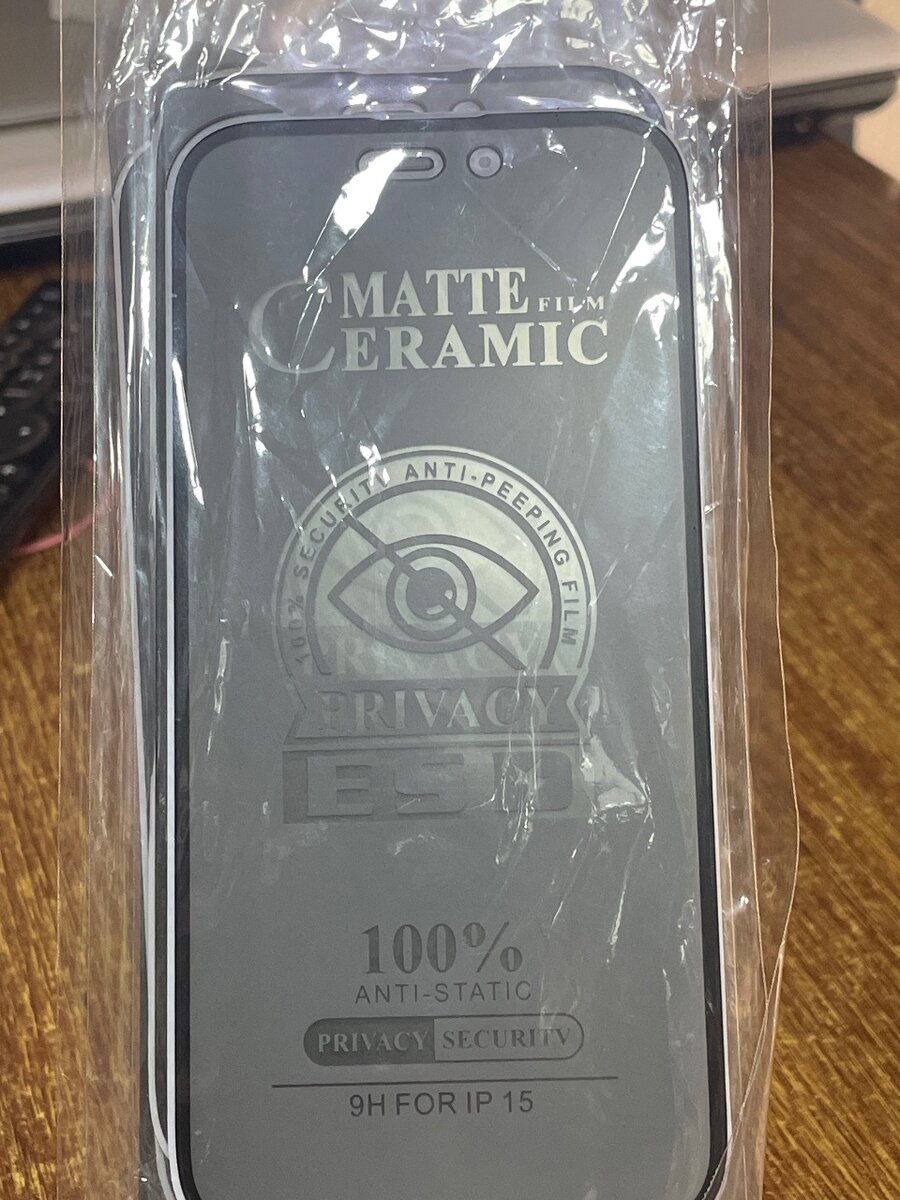 MATTE FILM
CERAMIC
100% SECURITY ANTI-PEEPING FILM
PRIVACY
PRIVACY
ESD
100%
ANTI-STATIC
PRIVACY SECURITY
9H FOR IP 15